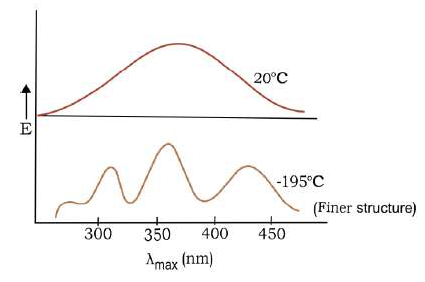 20°C
E
-195°C
(Finer structure)
300 350 400 450
λmax (nm)